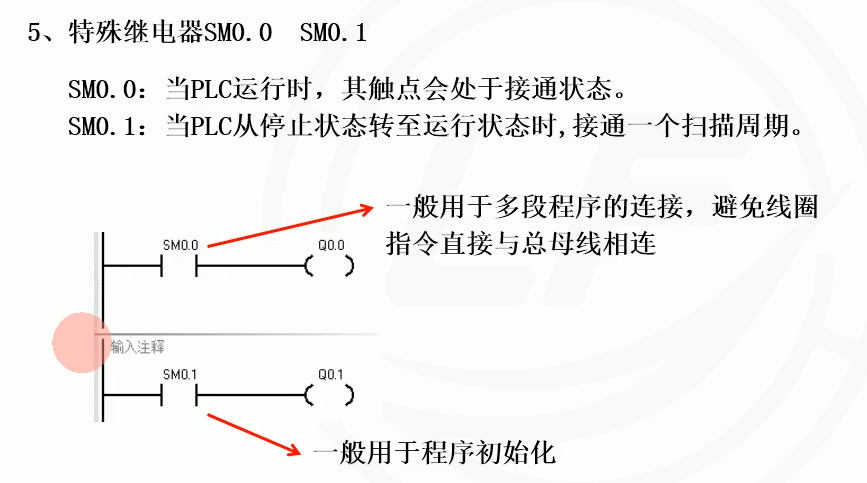 5、特殊继电器SM0.0  SM0.1
SM0.0：当PLC运行时，其触点会处于接通状态。
SM0.1：当PLC从停止状态转至运行状态时,接通一个扫描周期。
一般用于多段程序的连接，避免线圈
指令直接与总母线相连
SM0.0
Q0.0
输入注释
SM0.1
Q0.1
一般用于程序初始化